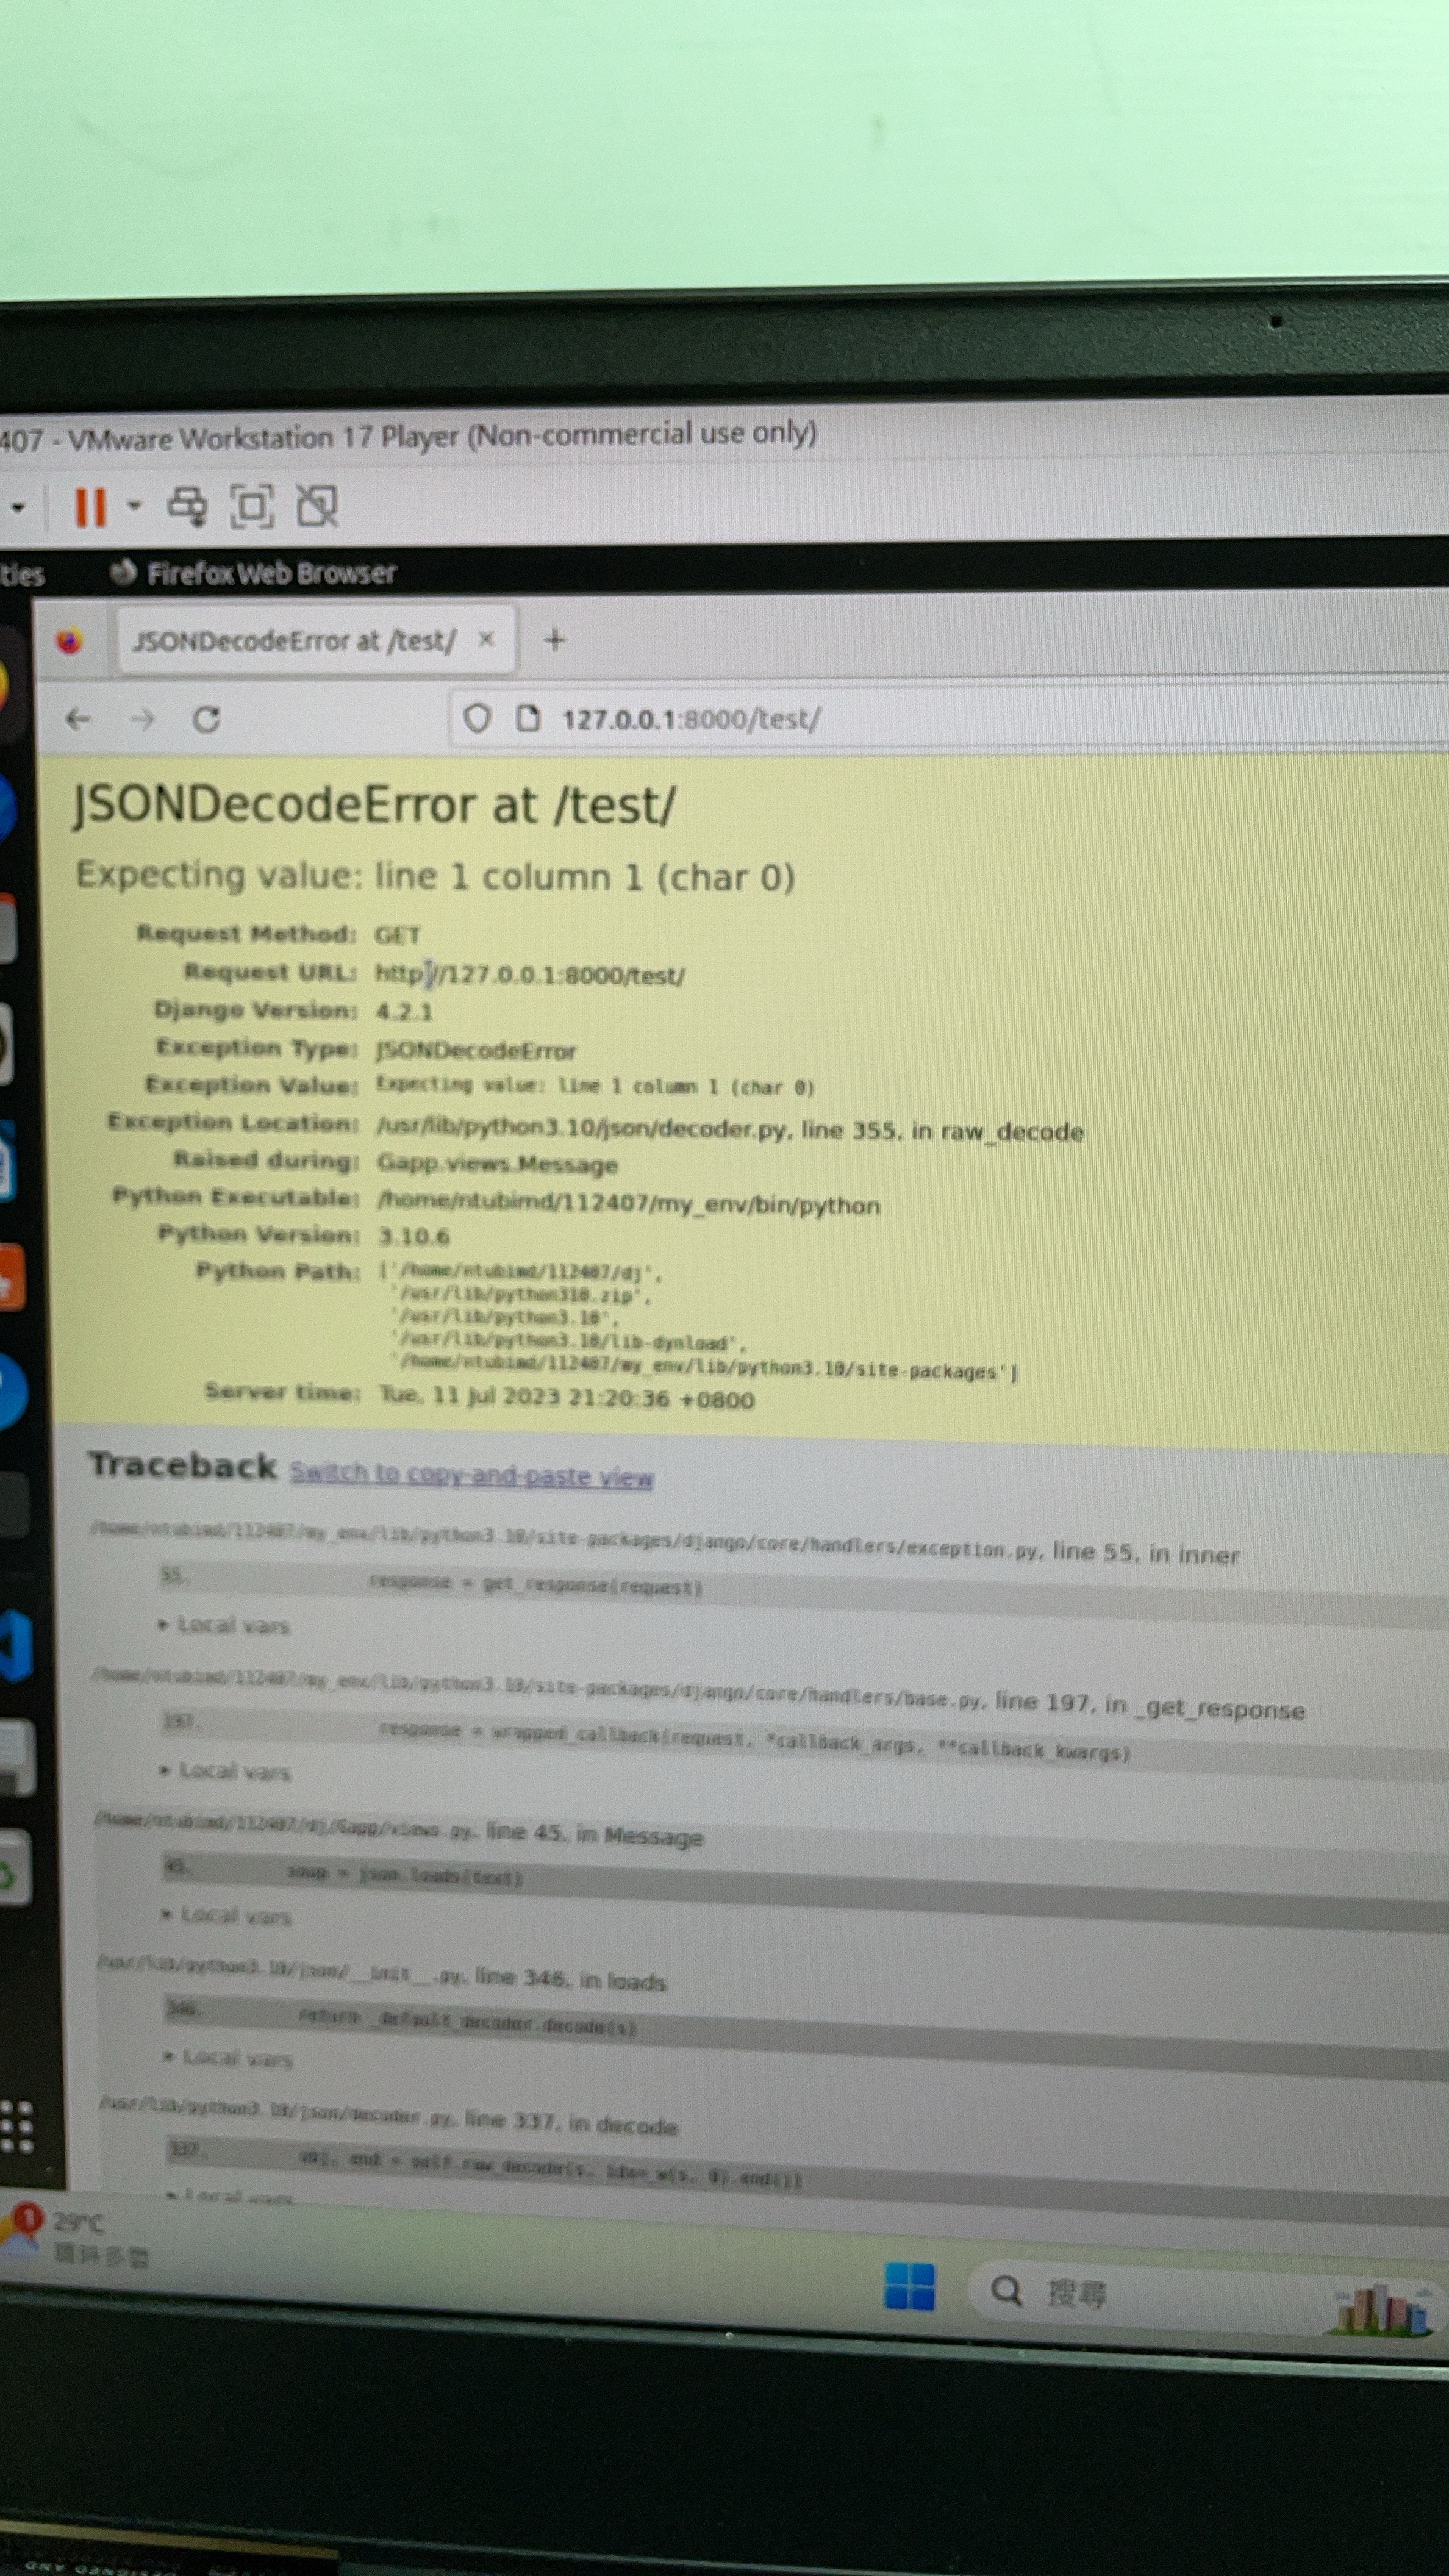 407 - VMware Workstation 17 Player (Non-commercial use only)
ties Firefox Web Browser
JSONDecodeError at /test/ × +
127.0.0.1:8000/test/
JSONDecodeError at /test/
Expecting value: line 1 column 1 (char 0)
Request Method: GET
Request URL: http://127.0.0.1:8000/test/
Django Version: 4.2.1
Exception Type: JSONDecodeError
Exception Value: Expecting value: line 1 column 1 (char 0)
Exception Location: /usr/lib/python3.10/json/decoder.py, line 355, in raw_decode
Raised during: Gapp.views.Message
Python Executable: /home/ntubimd/112407/my_env/bin/python
Python Version: 3.10.6
Python Path: ['/home/ntubimd/112407/dj',
'/usr/lib/python310.zip',
'/usr/lib/python3.10',
'/usr/lib/python3.10/lib-dynload',
'/home/ntubimd/112407/my_env/lib/python3.10/site-packages']
Server time: Tue, 11 Jul 2023 21:20:36 +0800
Traceback Switch to copy-and-paste view
/home/ntubimd/112407/my_env/lib/python3.10/site-packages/django/core/handlers/exception.py, line 55, in inner
55. response = get_response(request)
Local vars
/home/ntubimd/112407/my_env/lib/python3.10/site-packages/django/core/handlers/base.py, line 197, in _get_response
197. response = wrapped_callback(request, *callback_args, **callback_kwargs)
Local vars
/home/ntubimd/112407/dj/Gapp/views.py, line 45, in Message
45. soup = json.loads(text)
Local vars
/usr/lib/python3.10/json/__init__.py, line 346, in loads
346. return _default_decoder.decode(s)
Local vars
/usr/lib/python3.10/json/decoder.py, line 337, in decode
337. obj, end = self.raw_decode(s, idx=_w(s, 0).end())
Local vars
1
29°C
晴時多雲
搜尋